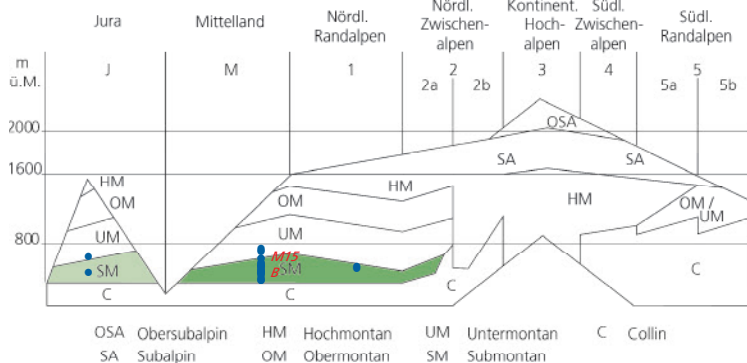 Jura Mittelland Nördl. Randalpen Nördl. Zwischen- alpen Kontinent. Hoch- alpen Südl. Zwischen- alpen Südl. Randalpen
m ü.M. J M 1 2 3 4 5
2a 2b 5a 5b
2000
OSA
1600 SA SA
HM HM
OM OM HM OM / UM
UM UM
800
M15
SM B SM C
C C C
OSA Obersubalpin HM Hochmontan UM Untermontan C Collin
SA Subalpin OM Obermontan SM Submontan